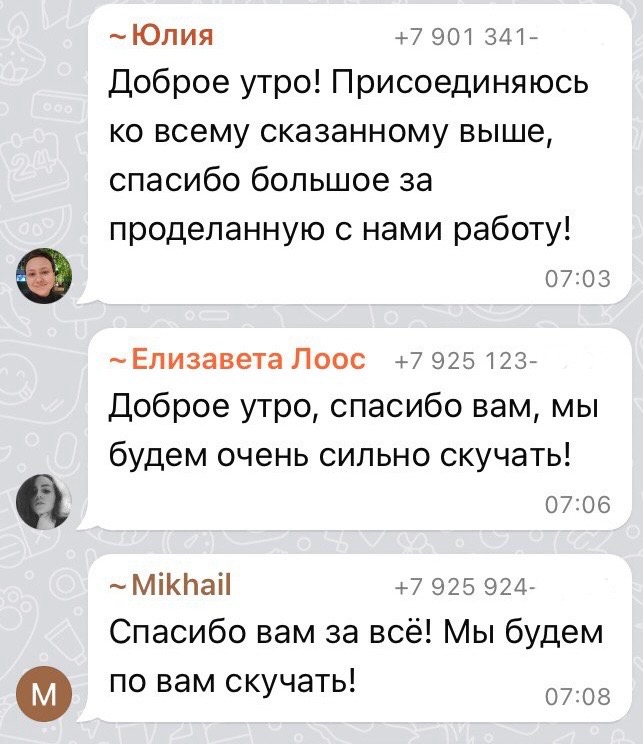 ~Юлия +7 901 341-
Доброе утро! Присоединяюсь
ко всему сказанному выше,
спасибо большое за
проделанную с нами работу!
07:03
~Елизавета Лоос +7 925 123-
Доброе утро, спасибо вам, мы
будем очень сильно скучать!
07:06
~Mikhail +7 925 924-
Спасибо вам за всё! Мы будем
по вам скучать!
07:08
M